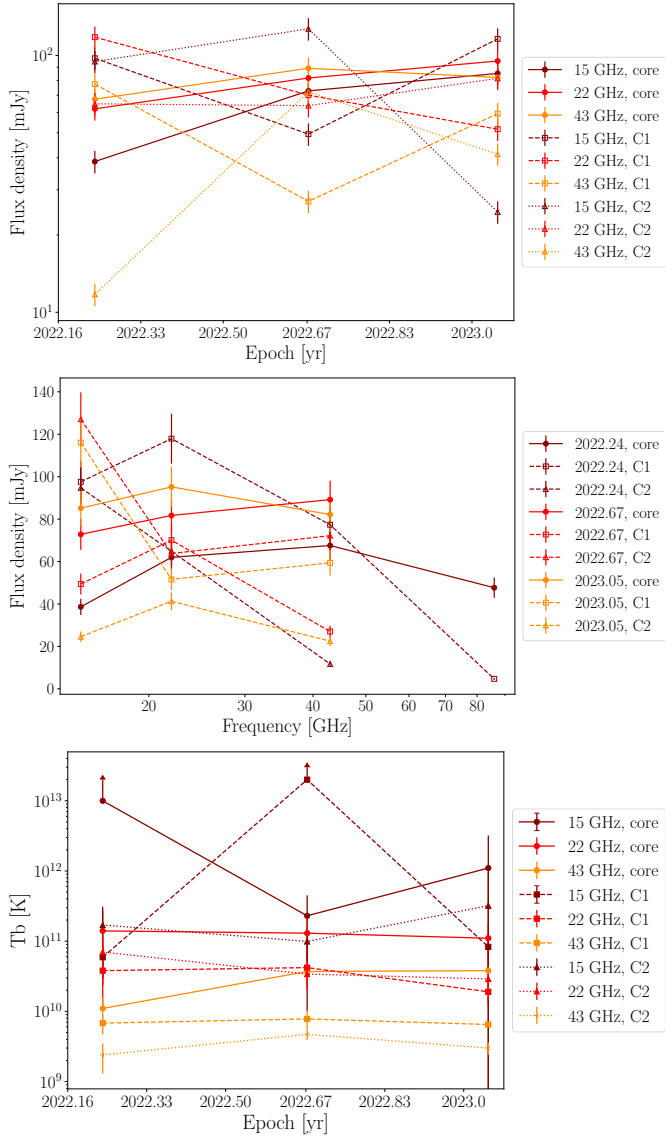 10²
10¹
Flux density [mJy]
2022.16 2022.33 2022.50 2022.67 2022.83 2023.0
Epoch [yr]
15 GHz, core
22 GHz, core
43 GHz, core
15 GHz, C1
22 GHz, C1
43 GHz, C1
15 GHz, C2
22 GHz, C2
43 GHz, C2
140
120
100
80
60
40
20
0
Flux density [mJy]
20 30 40 50 60 70 80
Frequency [GHz]
2022.24, core
2022.24, C1
2022.24, C2
2022.67, core
2022.67, C1
2022.67, C2
2023.05, core
2023.05, C1
2023.05, C2
10¹³
10¹²
10¹¹
10¹⁰
10⁹
Tb [K]
2022.16 2022.33 2022.50 2022.67 2022.83 2023.0
Epoch [yr]
15 GHz, core
22 GHz, core
43 GHz, core
15 GHz, C1
22 GHz, C1
43 GHz, C1
15 GHz, C2
22 GHz, C2
43 GHz, C2